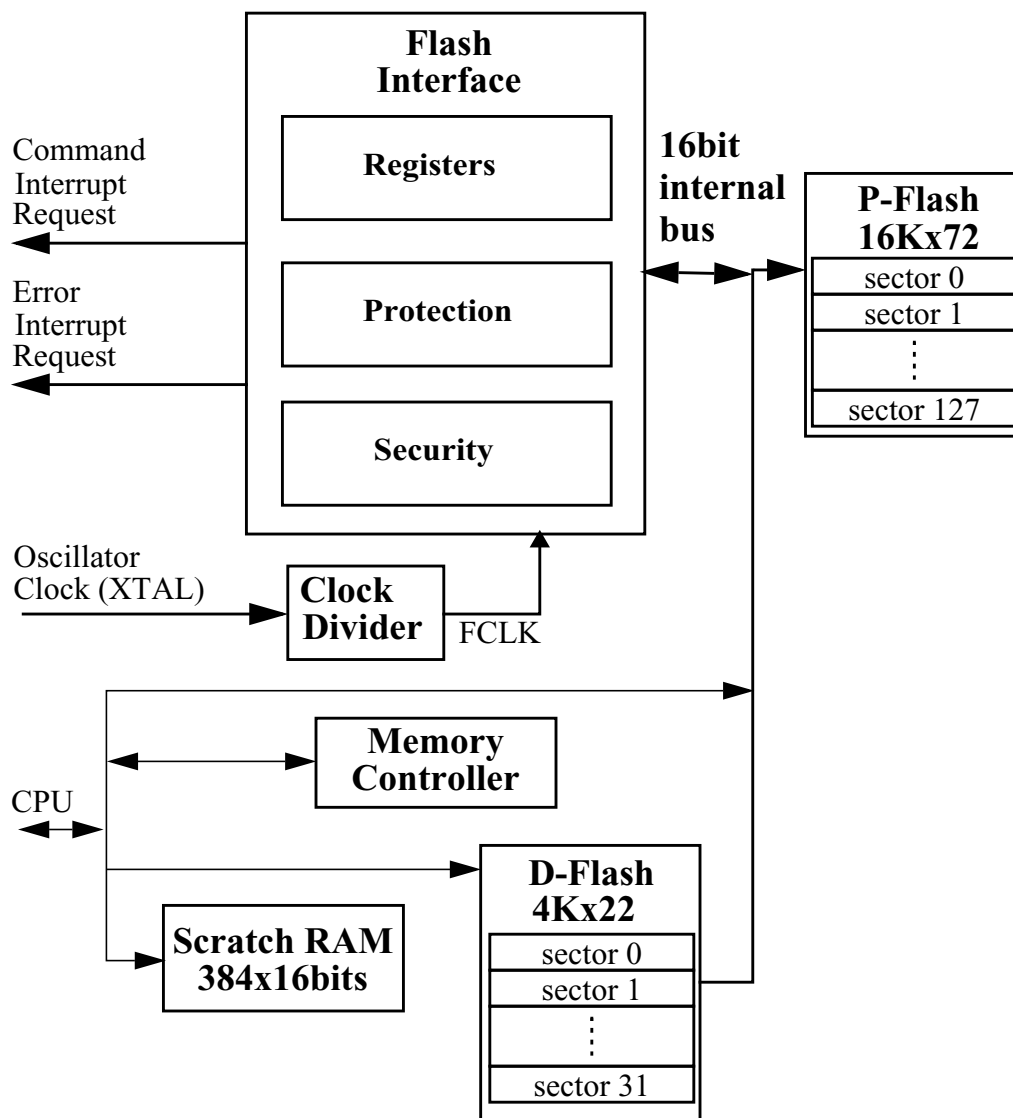 Flash
Interface
Registers
Protection
Security
Command
Interrupt
Request
Error
Interrupt
Request
16bit
internal
bus
P-Flash
16Kx72
sector 0
sector 1
sector 127
Oscillator
Clock (XTAL)
Clock
Divider
FCLK
Memory
Controller
CPU
D-Flash
4Kx22
sector 0
sector 1
sector 31
Scratch RAM
384x16bits